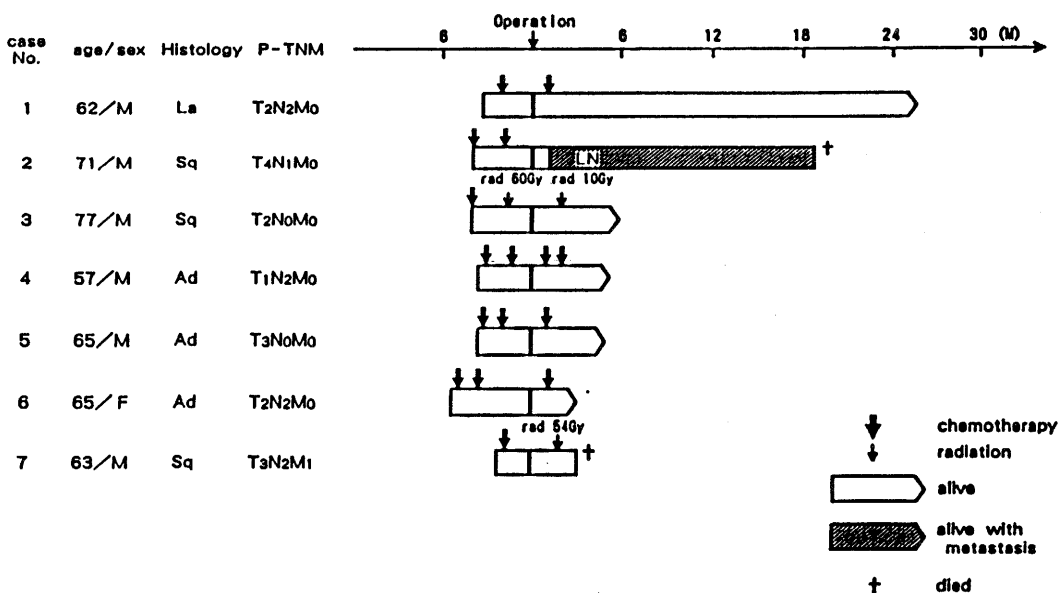 Operation
case No. age/sex Histology P-TNM 6 6 12 18 24 30 (M)
1 62/M La T2N2M0
2 71/M Sq T4N1M0 LN †
rad 60Gy rad 10Gy
3 77/M Sq T2N0M0
4 57/M Ad T1N2M0
5 65/M Ad T3N0M0
6 65/F Ad T2N2M0
rad 54Gy
7 63/M Sq T3N2M1 †
chemotherapy
radiation
alive
alive with
metastasis
† died